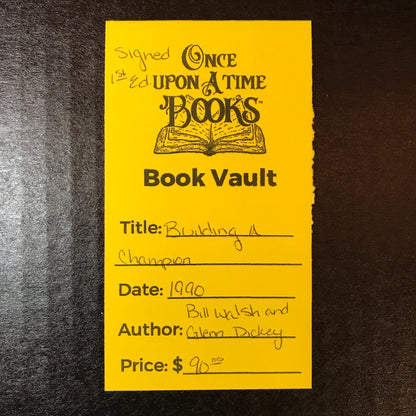 Signed
1st Ed
ONCE
UPON A TIME
BOOKS™
Book Vault
Title: Building A
Champion
Date: 1990
Bill Walsh and
Author: Glenn Dickey
Price: $ 90.00